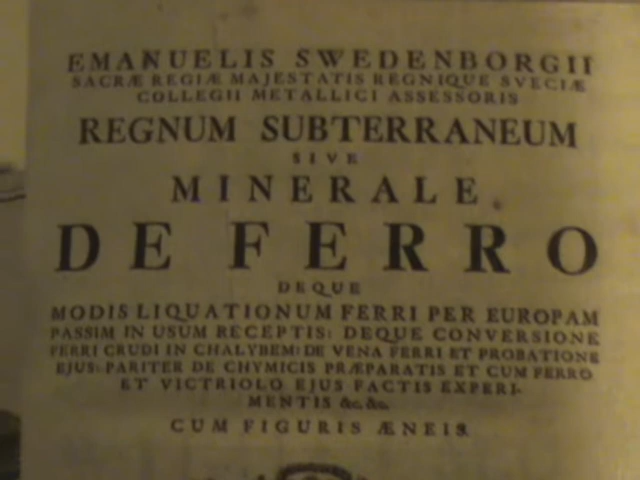 EMANUELIS SWEDENBORGII
SACRÆ REGIÆ MAJESTATIS REGNIQUE SVECIÆ
COLLEGII METALLICI ASSESSORIS
REGNUM SUBTERRANEUM
SIVE
MINERALE
DE FERRO
DEQUE
MODIS LIQUATIONUM FERRI PER EUROPAM
PASSIM IN USUM RECEPTIS: DEQUE CONVERSIONE
FERRI CRUDI IN CHALYBEM: DE VENA FERRI ET PROBATIONE
EJUS: PARITER DE CHYMICIS PRÆPARATIS ET CUM FERRO
ET VICTRIOLO EJUS FACTIS EXPERI-
MENTIS &c. &c.
CUM FIGURIS ÆNEIS.